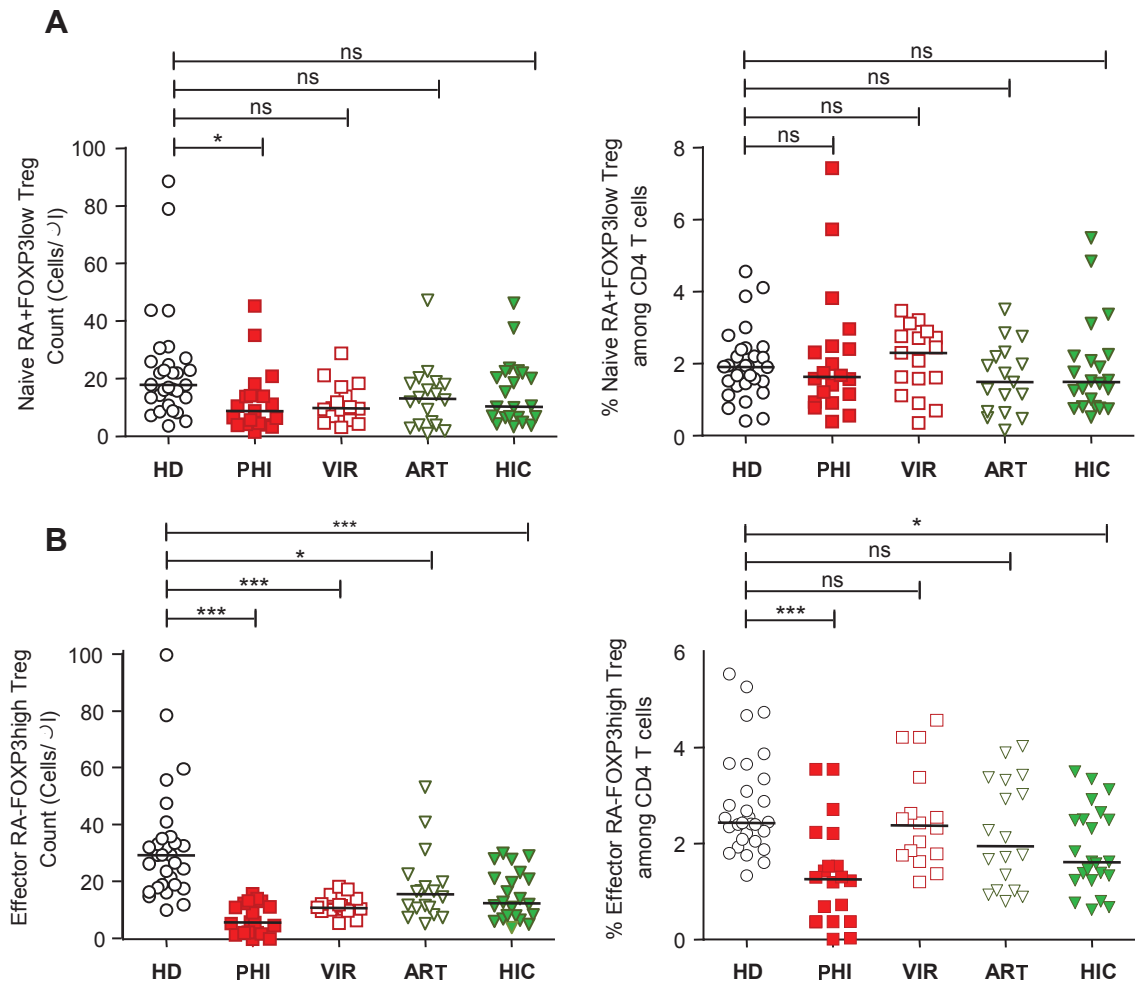 A
ns
ns
ns
*
Naive RA+FOXP3low Treg
Count (Cells/ ੭l)
100
80
60
40
20
0
HD PHI VIR ART HIC
ns
ns
ns
ns
% Naive RA+FOXP3low Treg
among CD4 T cells
8
6
4
2
0
HD PHI VIR ART HIC
B
***
*
***
***
Effector RA-FOXP3high Treg
Count (Cells/ ੭l)
100
80
60
40
20
0
HD PHI VIR ART HIC
*
ns
ns
***
% Effector RA-FOXP3high Treg
among CD4 T cells
6
4
2
0
HD PHI VIR ART HIC